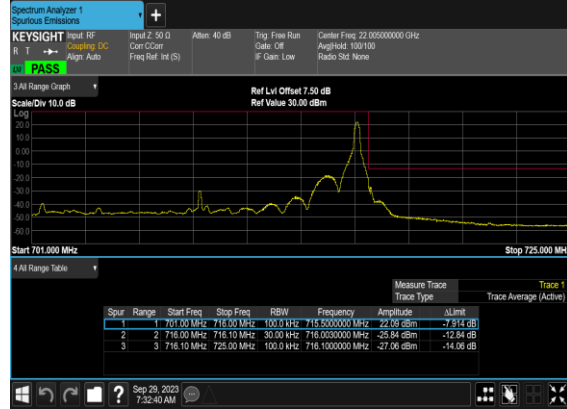 Spectrum Analyzer 1
Spurious Emissions
+
KEYSIGHT Input: RF Input Z: 50 Ω Atten: 40 dB Trig: Free Run Center Freq: 22.005000000 GHz
R T Coupling: DC Corr CCorr Gate: Off Avg|Hold: 100/100
Align: Auto Freq Ref: Int (S) IF Gain: Low Radio Std: None
PASS
3 All Range Graph
Ref Lvl Offset 7.50 dB
Scale/Div 10.0 dB Ref Value 30.00 dBm
Log
20.0
10.0
0.00
-10.0
-20.0
-30.0
-40.0
-50.0
-60.0
Start 701.000 MHz Stop 725.000 MH
4 All Range Table
Measure Trace Trace 1
Trace Type Trace Average (Active)
Spur Range Start Freq Stop Freq RBW Frequency Amplitude ΔLimit
1 1 701.00 MHz 716.00 MHz 100.0 kHz 715.5000000 MHz 22.09 dBm -7.914 dB
2 2 716.00 MHz 716.10 MHz 30.00 kHz 716.0030000 MHz -25.84 dBm -12.84 dB
3 3 716.10 MHz 725.00 MHz 100.0 kHz 716.1000000 MHz -27.06 dBm -14.06 dB
? Sep 29, 2023
7:32:40 AM